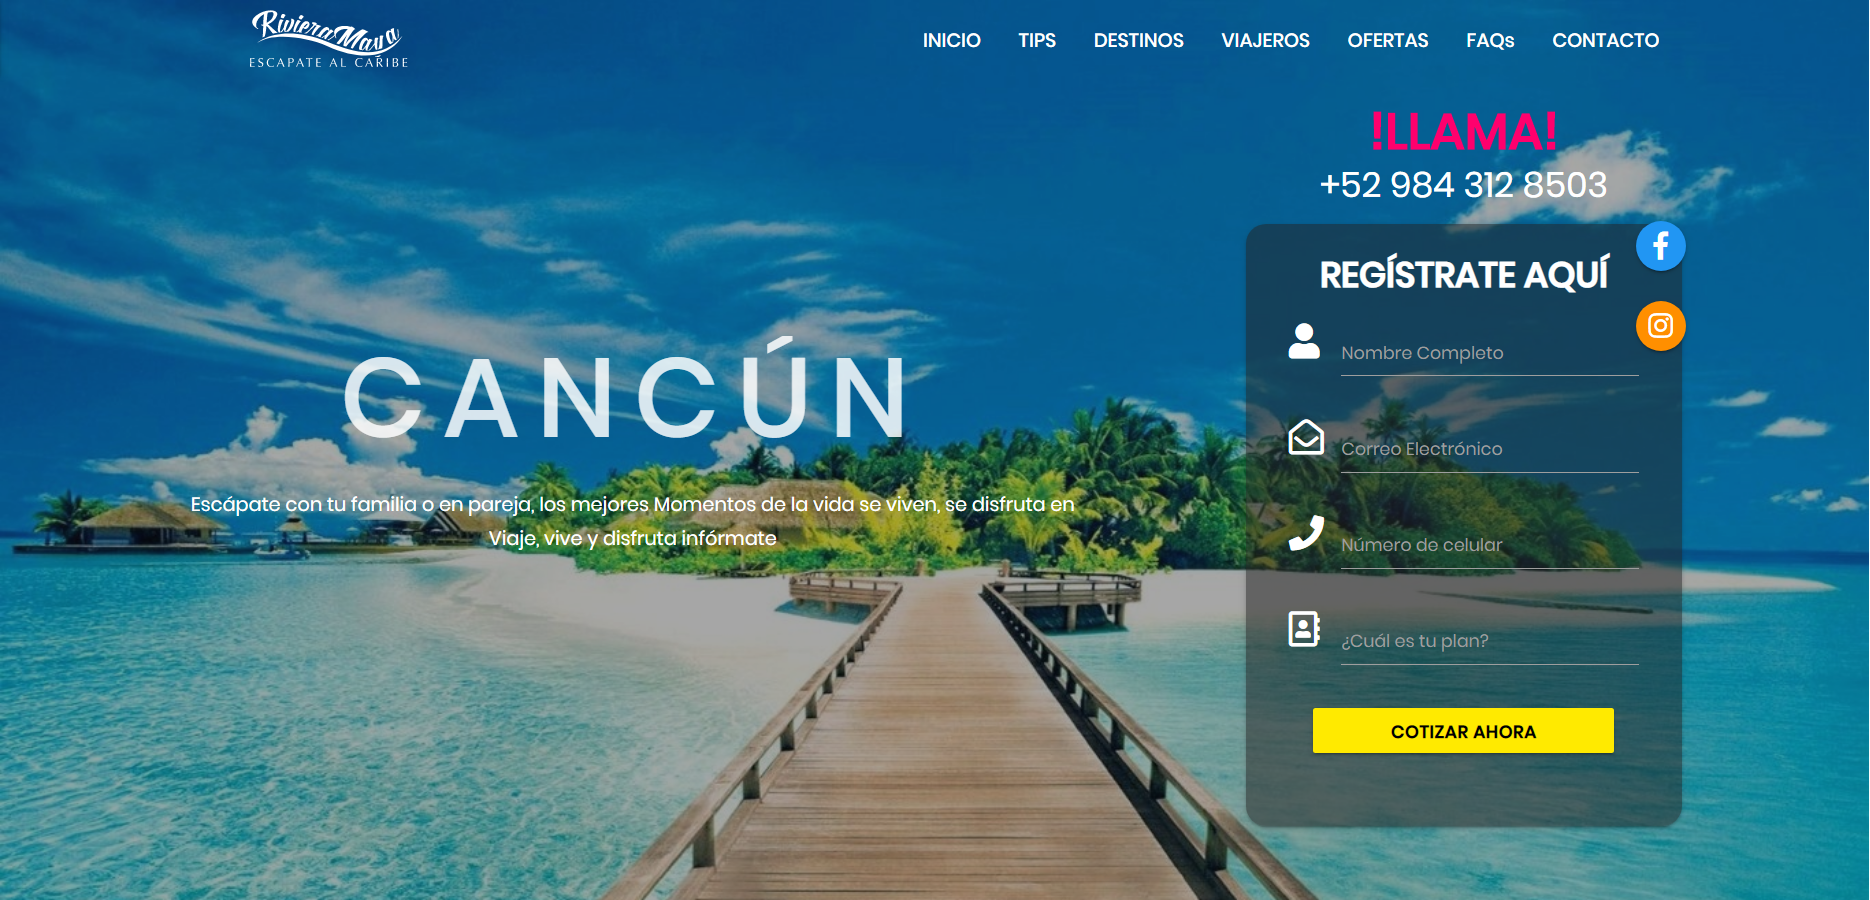 Riviera Maya
ESCAPATE AL CARIBE
INICIO TIPS DESTINOS VIAJEROS OFERTAS FAQs CONTACTO
!LLAMA!
+52 984 312 8503
REGÍSTRATE AQUÍ
Nombre Completo
Correo Electrónico
Número de celular
¿Cuál es tu plan?
COTIZAR AHORA
CANCÚN
Escápate con tu familia o en pareja, los mejores Momentos de la vida se viven, se disfruta en
Viaje, vive y disfruta infórmate